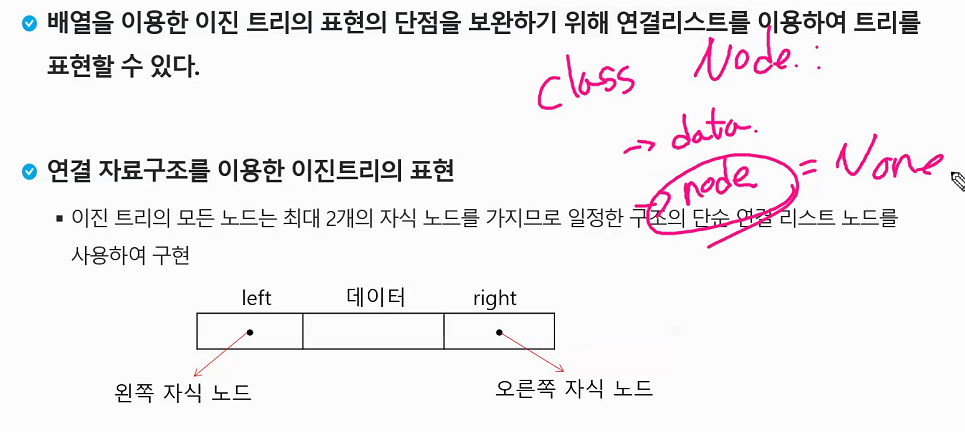 배열을 이용한 이진 트리의 표현의 단점을 보완하기 위해 연결리스트를 이용하여 트리를
표현할 수 있다.
class Node :
→ data.
→ node = None
연결 자료구조를 이용한 이진트리의 표현
이진 트리의 모든 노드는 최대 2개의 자식 노드를 가지므로 일정한 구조의 단순 연결 리스트 노드를
사용하여 구현
left 데이터 right
왼쪽 자식 노드 오른쪽 자식 노드